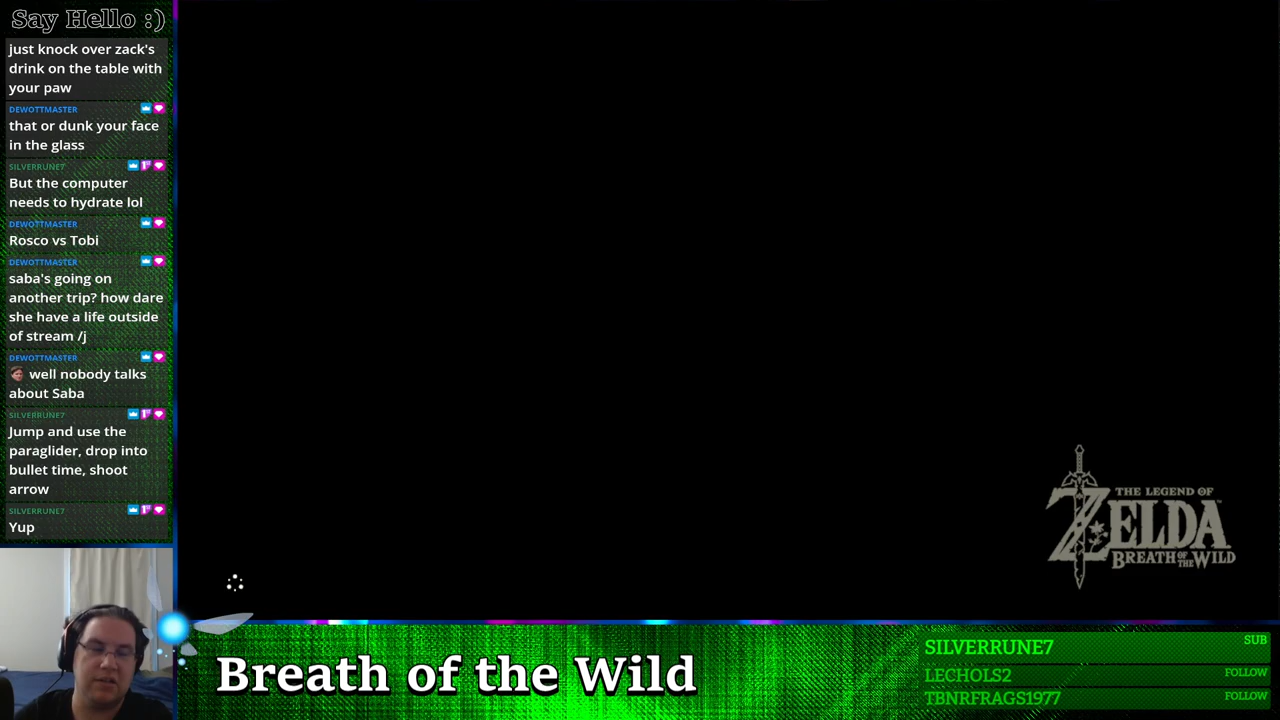 Say Hello :)
just knock over zack's
drink on the table with
your paw
DEWOTTMASTER
that or dunk your face
in the glass
SILVERRUNE7
But the computer
needs to hydrate lol
DEWOTTMASTER
Rosco vs Tobi
DEWOTTMASTER
saba's going on
another trip? how dare
she have a life outside
of stream /j
DEWOTTMASTER
well nobody talks
about Saba
SILVERRUNE7
Jump and use the
paraglider, drop into
bullet time, shoot
arrow
SILVERRUNE7
Yup
THE LEGEND OF
ZELDA
BREATH OF THE WILD
Breath of the Wild
SILVERRUNE7 SUB
LECHOLS2 FOLLOW
TBNRFRAGS1977 FOLLOW